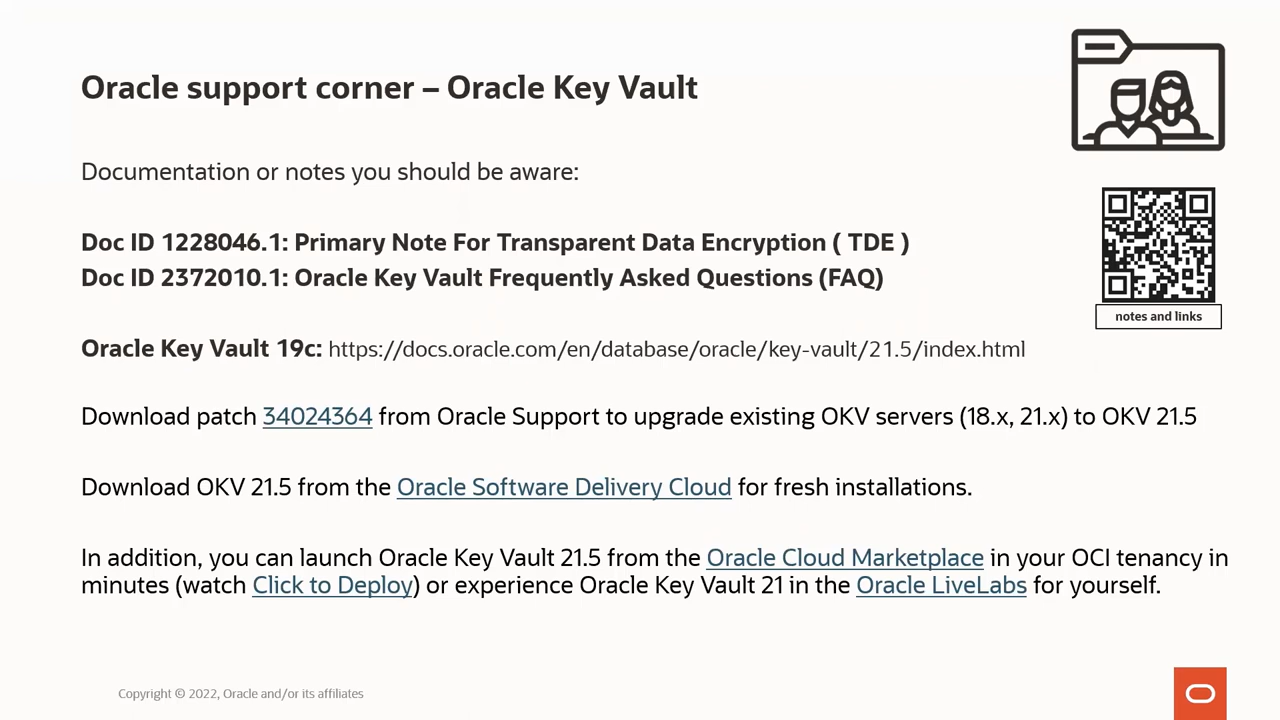 Oracle support corner – Oracle Key Vault
Documentation or notes you should be aware:
Doc ID 1228046.1: Primary Note For Transparent Data Encryption ( TDE )
Doc ID 2372010.1: Oracle Key Vault Frequently Asked Questions (FAQ)
notes and links
Oracle Key Vault 19c: https://docs.oracle.com/en/database/oracle/key-vault/21.5/index.html
Download patch 34024364 from Oracle Support to upgrade existing OKV servers (18.x, 21.x) to OKV 21.5
Download OKV 21.5 from the Oracle Software Delivery Cloud for fresh installations.
In addition, you can launch Oracle Key Vault 21.5 from the Oracle Cloud Marketplace in your OCI tenancy in
minutes (watch Click to Deploy) or experience Oracle Key Vault 21 in the Oracle LiveLabs for yourself.
Copyright © 2022, Oracle and/or its affiliates